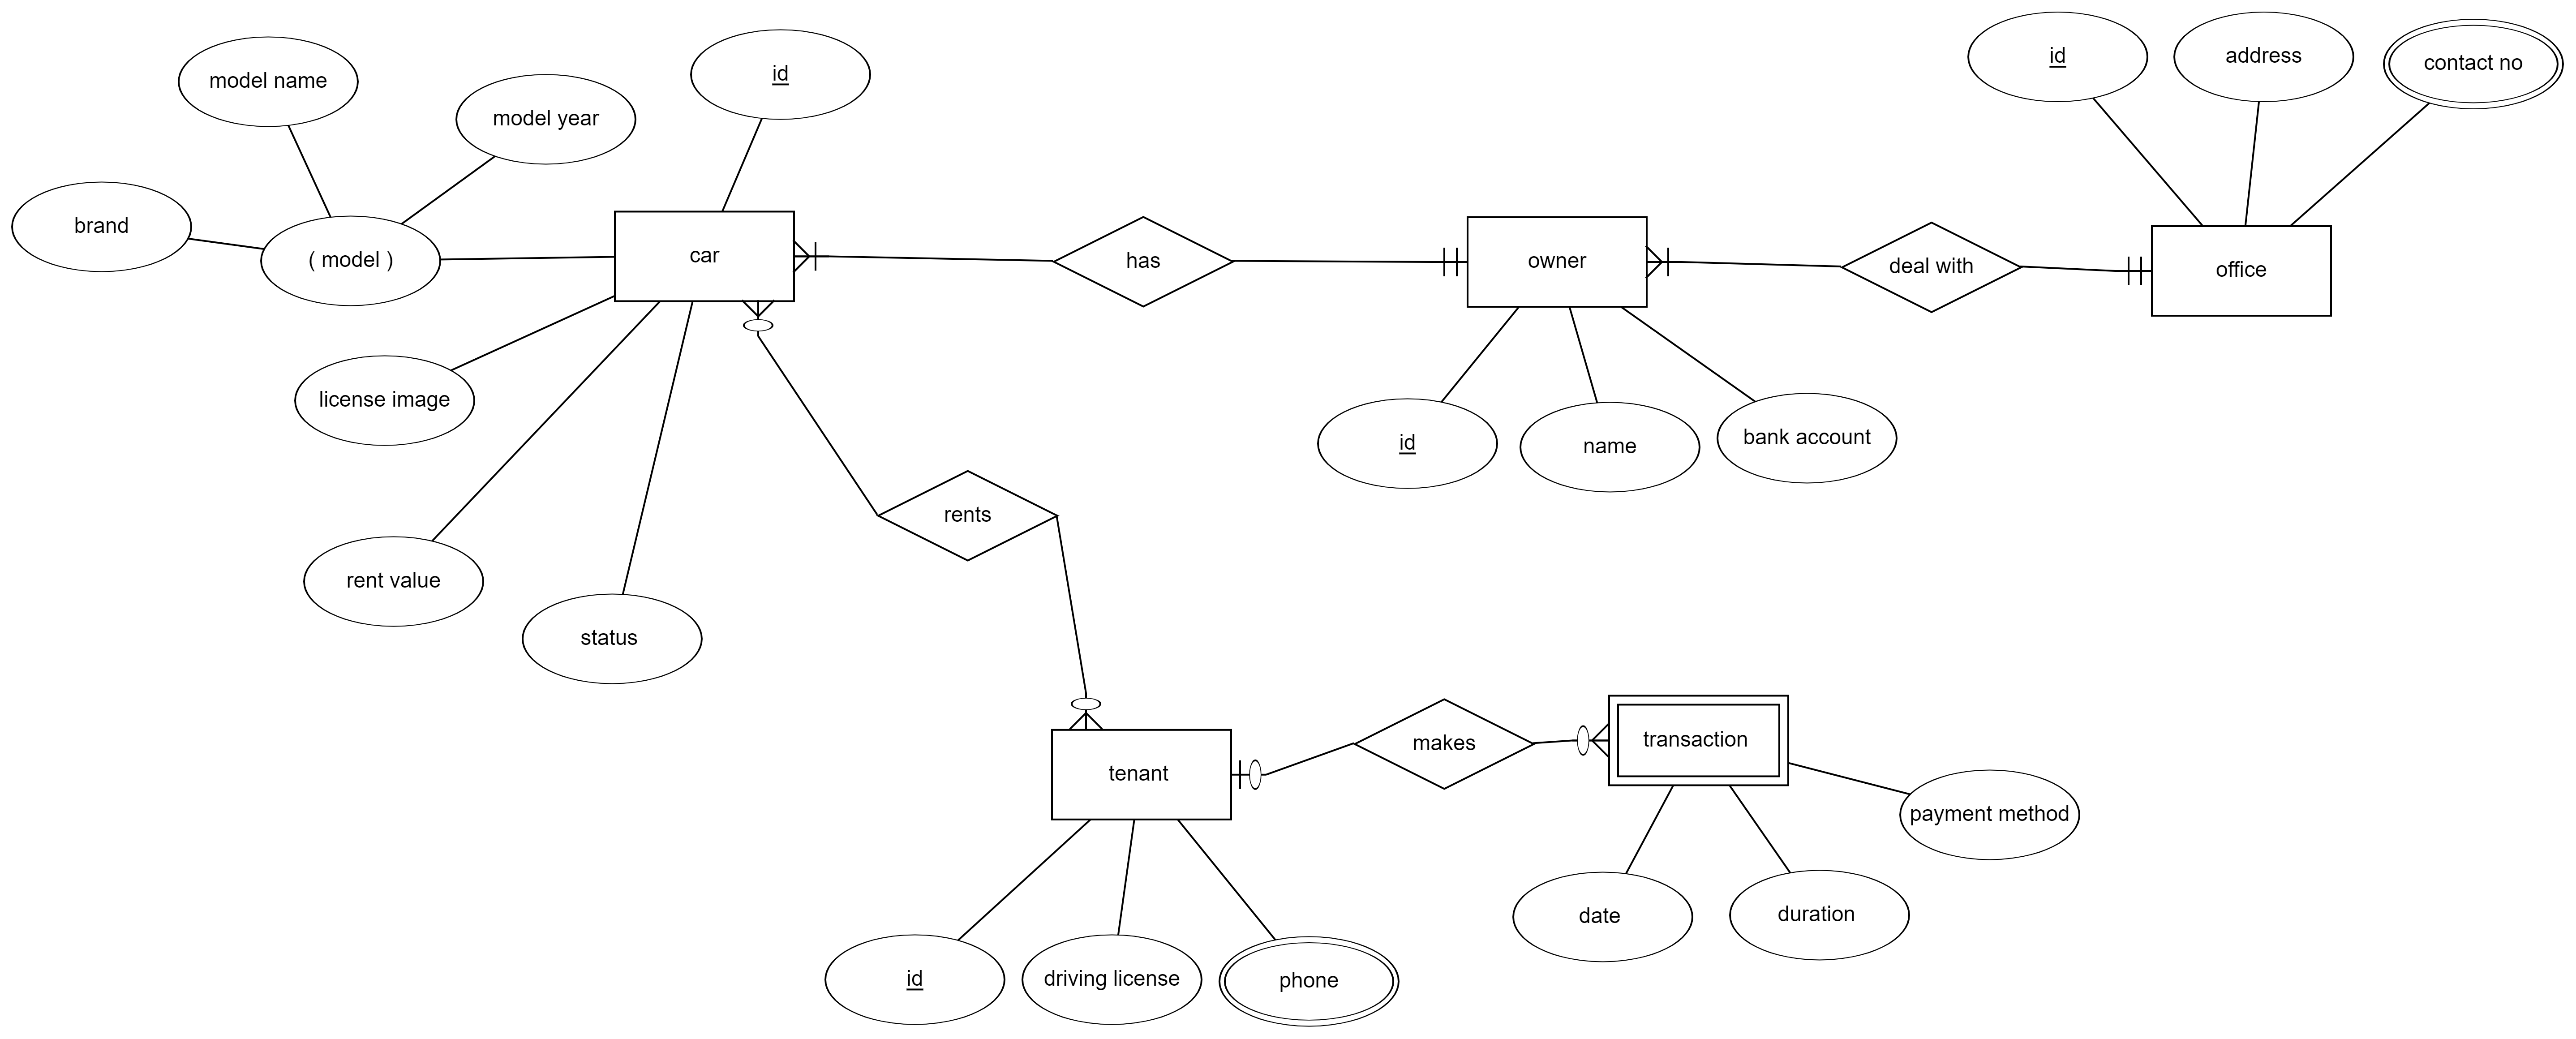 id
address
contact no
id
model name
model year
brand
( model )
car
has
owner
deal with
office
license image
id
name
bank account
rents
rent value
status
makes
transaction
tenant
payment method
date
duration
id
driving license
phone